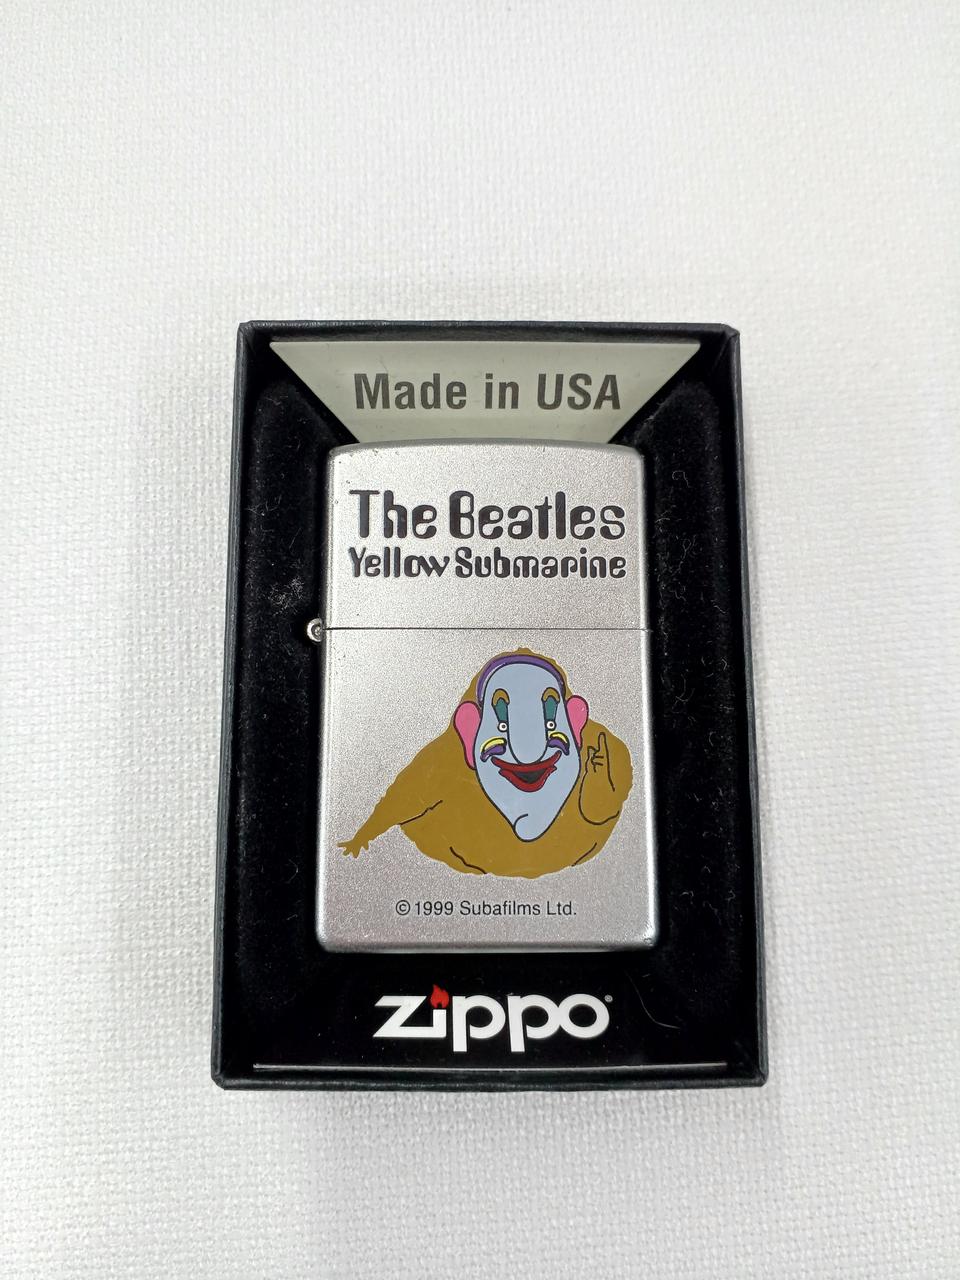 Made in USA
The Beatles
Yellow Submarine
© 1999 Subafilms Ltd.
zippo®